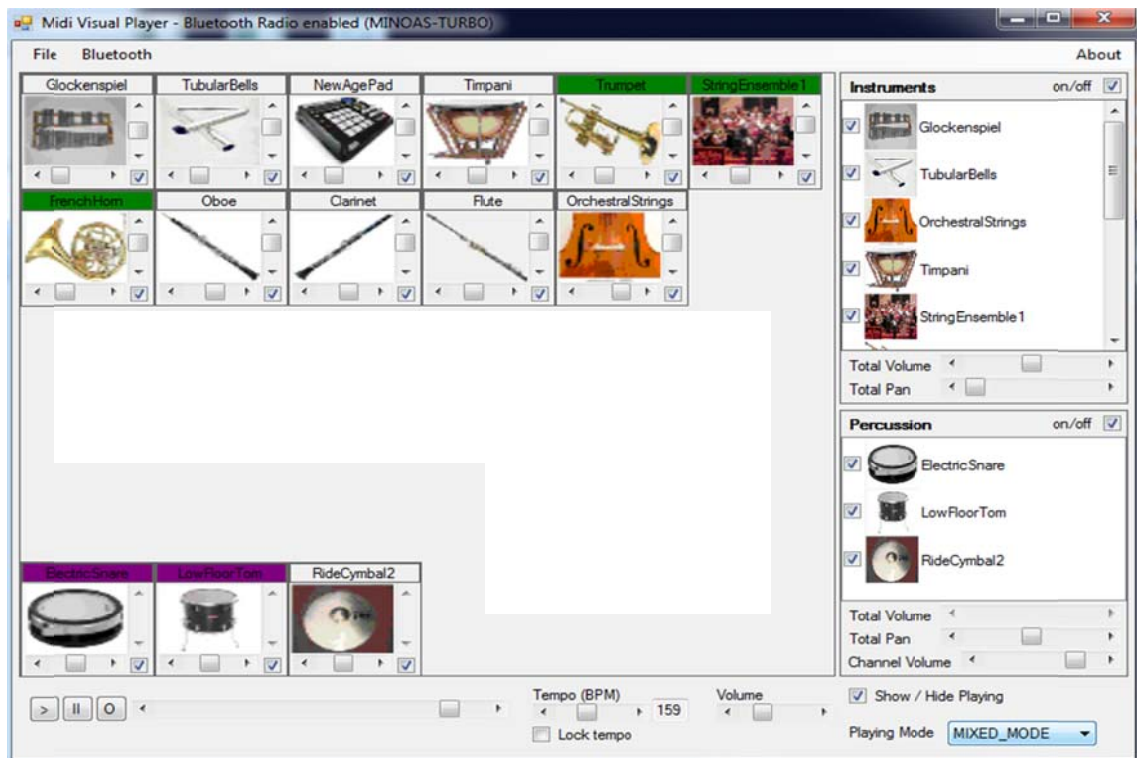 Midi Visual Player - Bluetooth Radio enabled (MINOAS-TURBO)
File Bluetooth About
Glockenspiel TubularBells NewAgePad Timpani Trumpet StringEnsemble1
FrenchHorn Oboe Clarinet Flute OrchestralStrings
ElectricSnare LowFloorTom RideCymbal2
Instruments on/off
Glockenspiel
TubularBells
OrchestralStrings
Timpani
StringEnsemble1
Total Volume
Total Pan
Percussion on/off
ElectricSnare
LowFloorTom
RideCymbal2
Total Volume
Total Pan
Channel Volume
> II O
Tempo (BPM) Volume
159
Lock tempo
Show / Hide Playing
Playing Mode MIXED_MODE